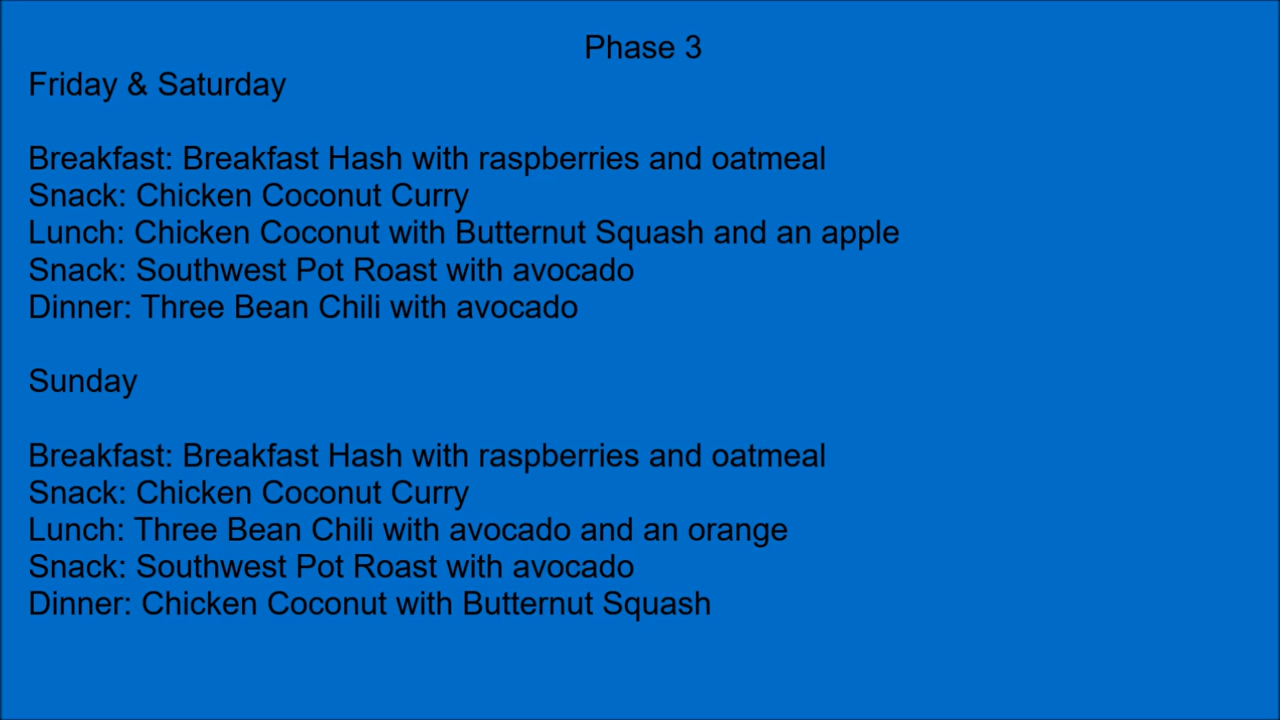 Phase 3
Friday & Saturday
Breakfast: Breakfast Hash with raspberries and oatmeal
Snack: Chicken Coconut Curry
Lunch: Chicken Coconut with Butternut Squash and an apple
Snack: Southwest Pot Roast with avocado
Dinner: Three Bean Chili with avocado
Sunday
Breakfast: Breakfast Hash with raspberries and oatmeal
Snack: Chicken Coconut Curry
Lunch: Three Bean Chili with avocado and an orange
Snack: Southwest Pot Roast with avocado
Dinner: Chicken Coconut with Butternut Squash